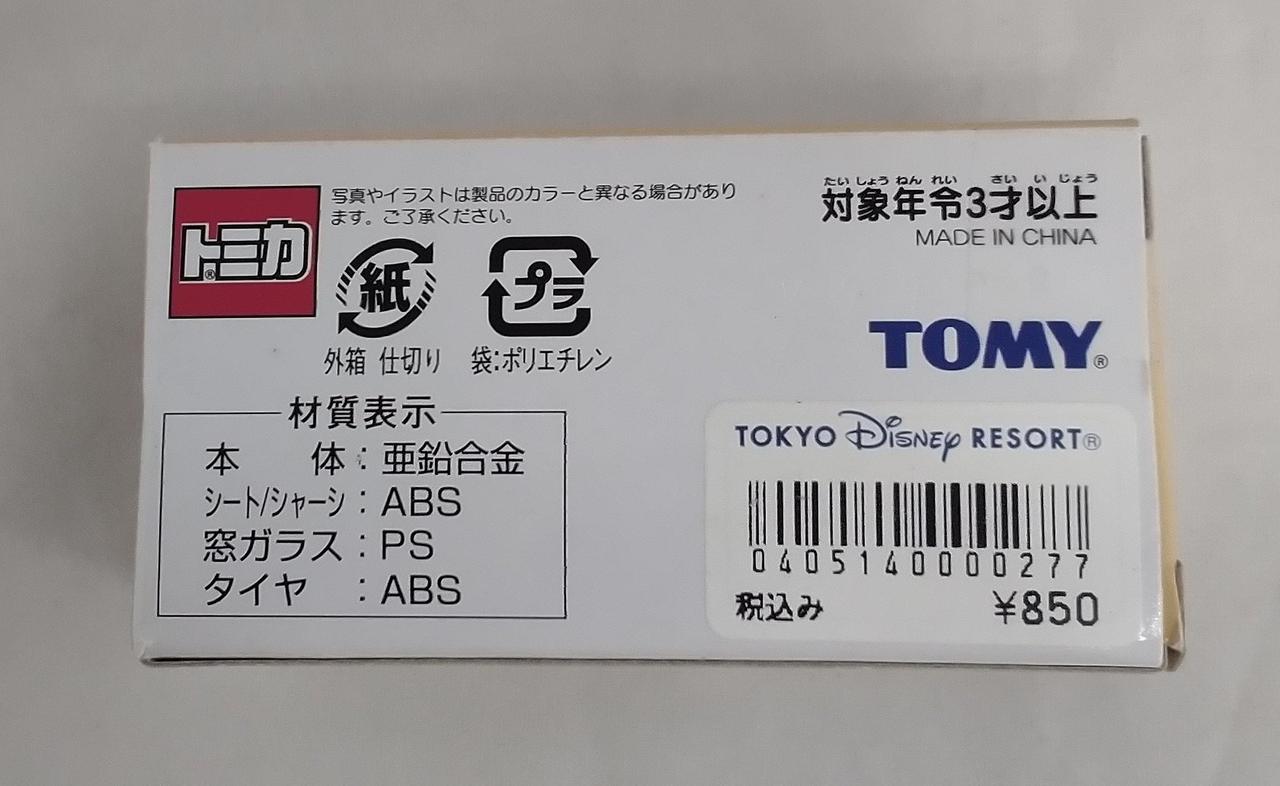 トミカ®
写真やイラストは製品のカラーと異なる場合があり
ます。ご了承ください。
紙
外箱 仕切り
プラ
袋:ポリエチレン
たいしょうねんれい さいいじょう
対象年令3才以上
MADE IN CHINA
TOMY®
材質表示
本 体:亜鉛合金
シート/シャーシ:ABS
窓ガラス:PS
タイヤ:ABS
TOKYO Disney RESORT®
0405140000277
税込み ¥850